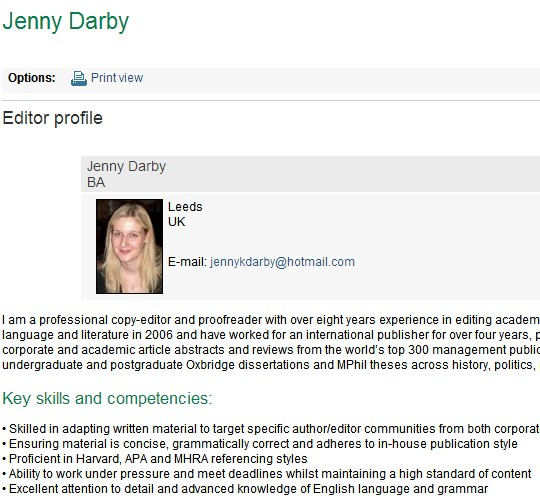 Jenny Darby
Options: Print view
Editor profile
Jenny Darby
BA
Leeds
UK
E-mail: jennykdarby@hotmail.com
I am a professional copy-editor and proofreader with over eight years experience in editing academ
language and literature in 2006 and have worked for an international publisher for over four years, p
corporate and academic article abstracts and reviews from the world's top 300 management public
undergraduate and postgraduate Oxbridge dissertations and MPhil theses across history, politics,
Key skills and competencies:
• Skilled in adapting written material to target specific author/editor communities from both corporat
• Ensuring material is concise, grammatically correct and adheres to in-house publication style
• Proficient in Harvard, APA and MHRA referencing styles
• Ability to work under pressure and meet deadlines whilst maintaining a high standard of content
• Excellent attention to detail and advanced knowledge of English language and grammar